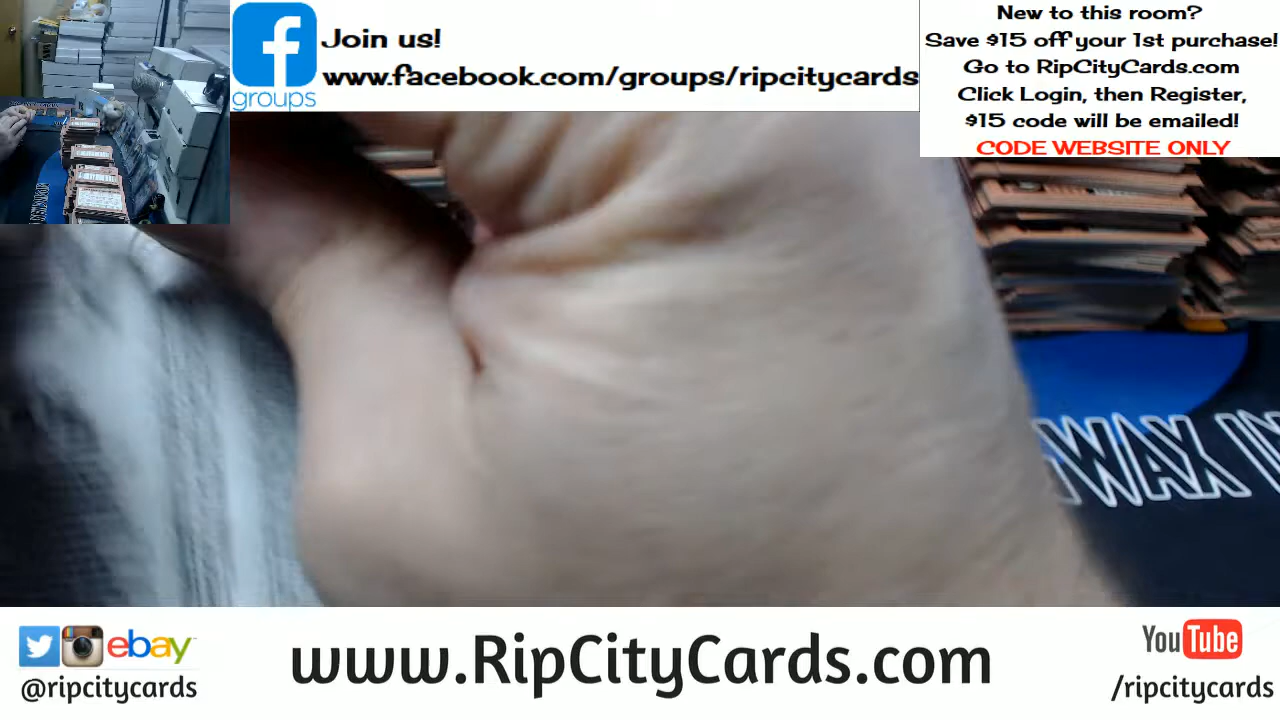 Join us!
www.facebook.com/groups/ripcitycards
groups
New to this room?
Save $15 off your 1st purchase!
Go to RipCityCards.com
Click Login, then Register,
$15 code will be emailed!
CODE WEBSITE ONLY
WAX
ebay
@ripcitycards
www.RipCityCards.com
You Tube
/ripcitycards